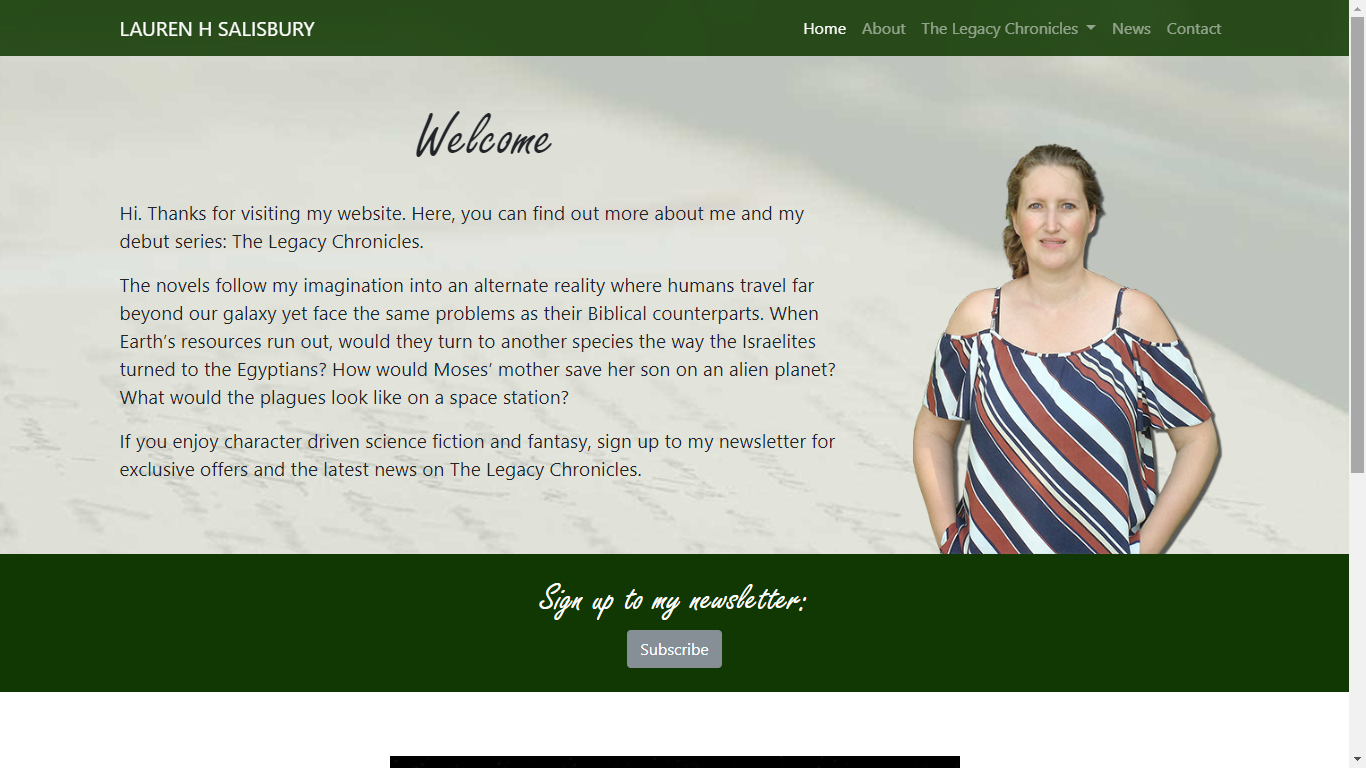 LAUREN H SALISBURY
Home About The Legacy Chronicles News Contact
Welcome
Hi. Thanks for visiting my website. Here, you can find out more about me and my
debut series: The Legacy Chronicles.
The novels follow my imagination into an alternate reality where humans travel far
beyond our galaxy yet face the same problems as their Biblical counterparts. When
Earth’s resources run out, would they turn to another species the way the Israelites
turned to the Egyptians? How would Moses’ mother save her son on an alien planet?
What would the plagues look like on a space station?
If you enjoy character driven science fiction and fantasy, sign up to my newsletter for
exclusive offers and the latest news on The Legacy Chronicles.
Sign up to my newsletter:
Subscribe